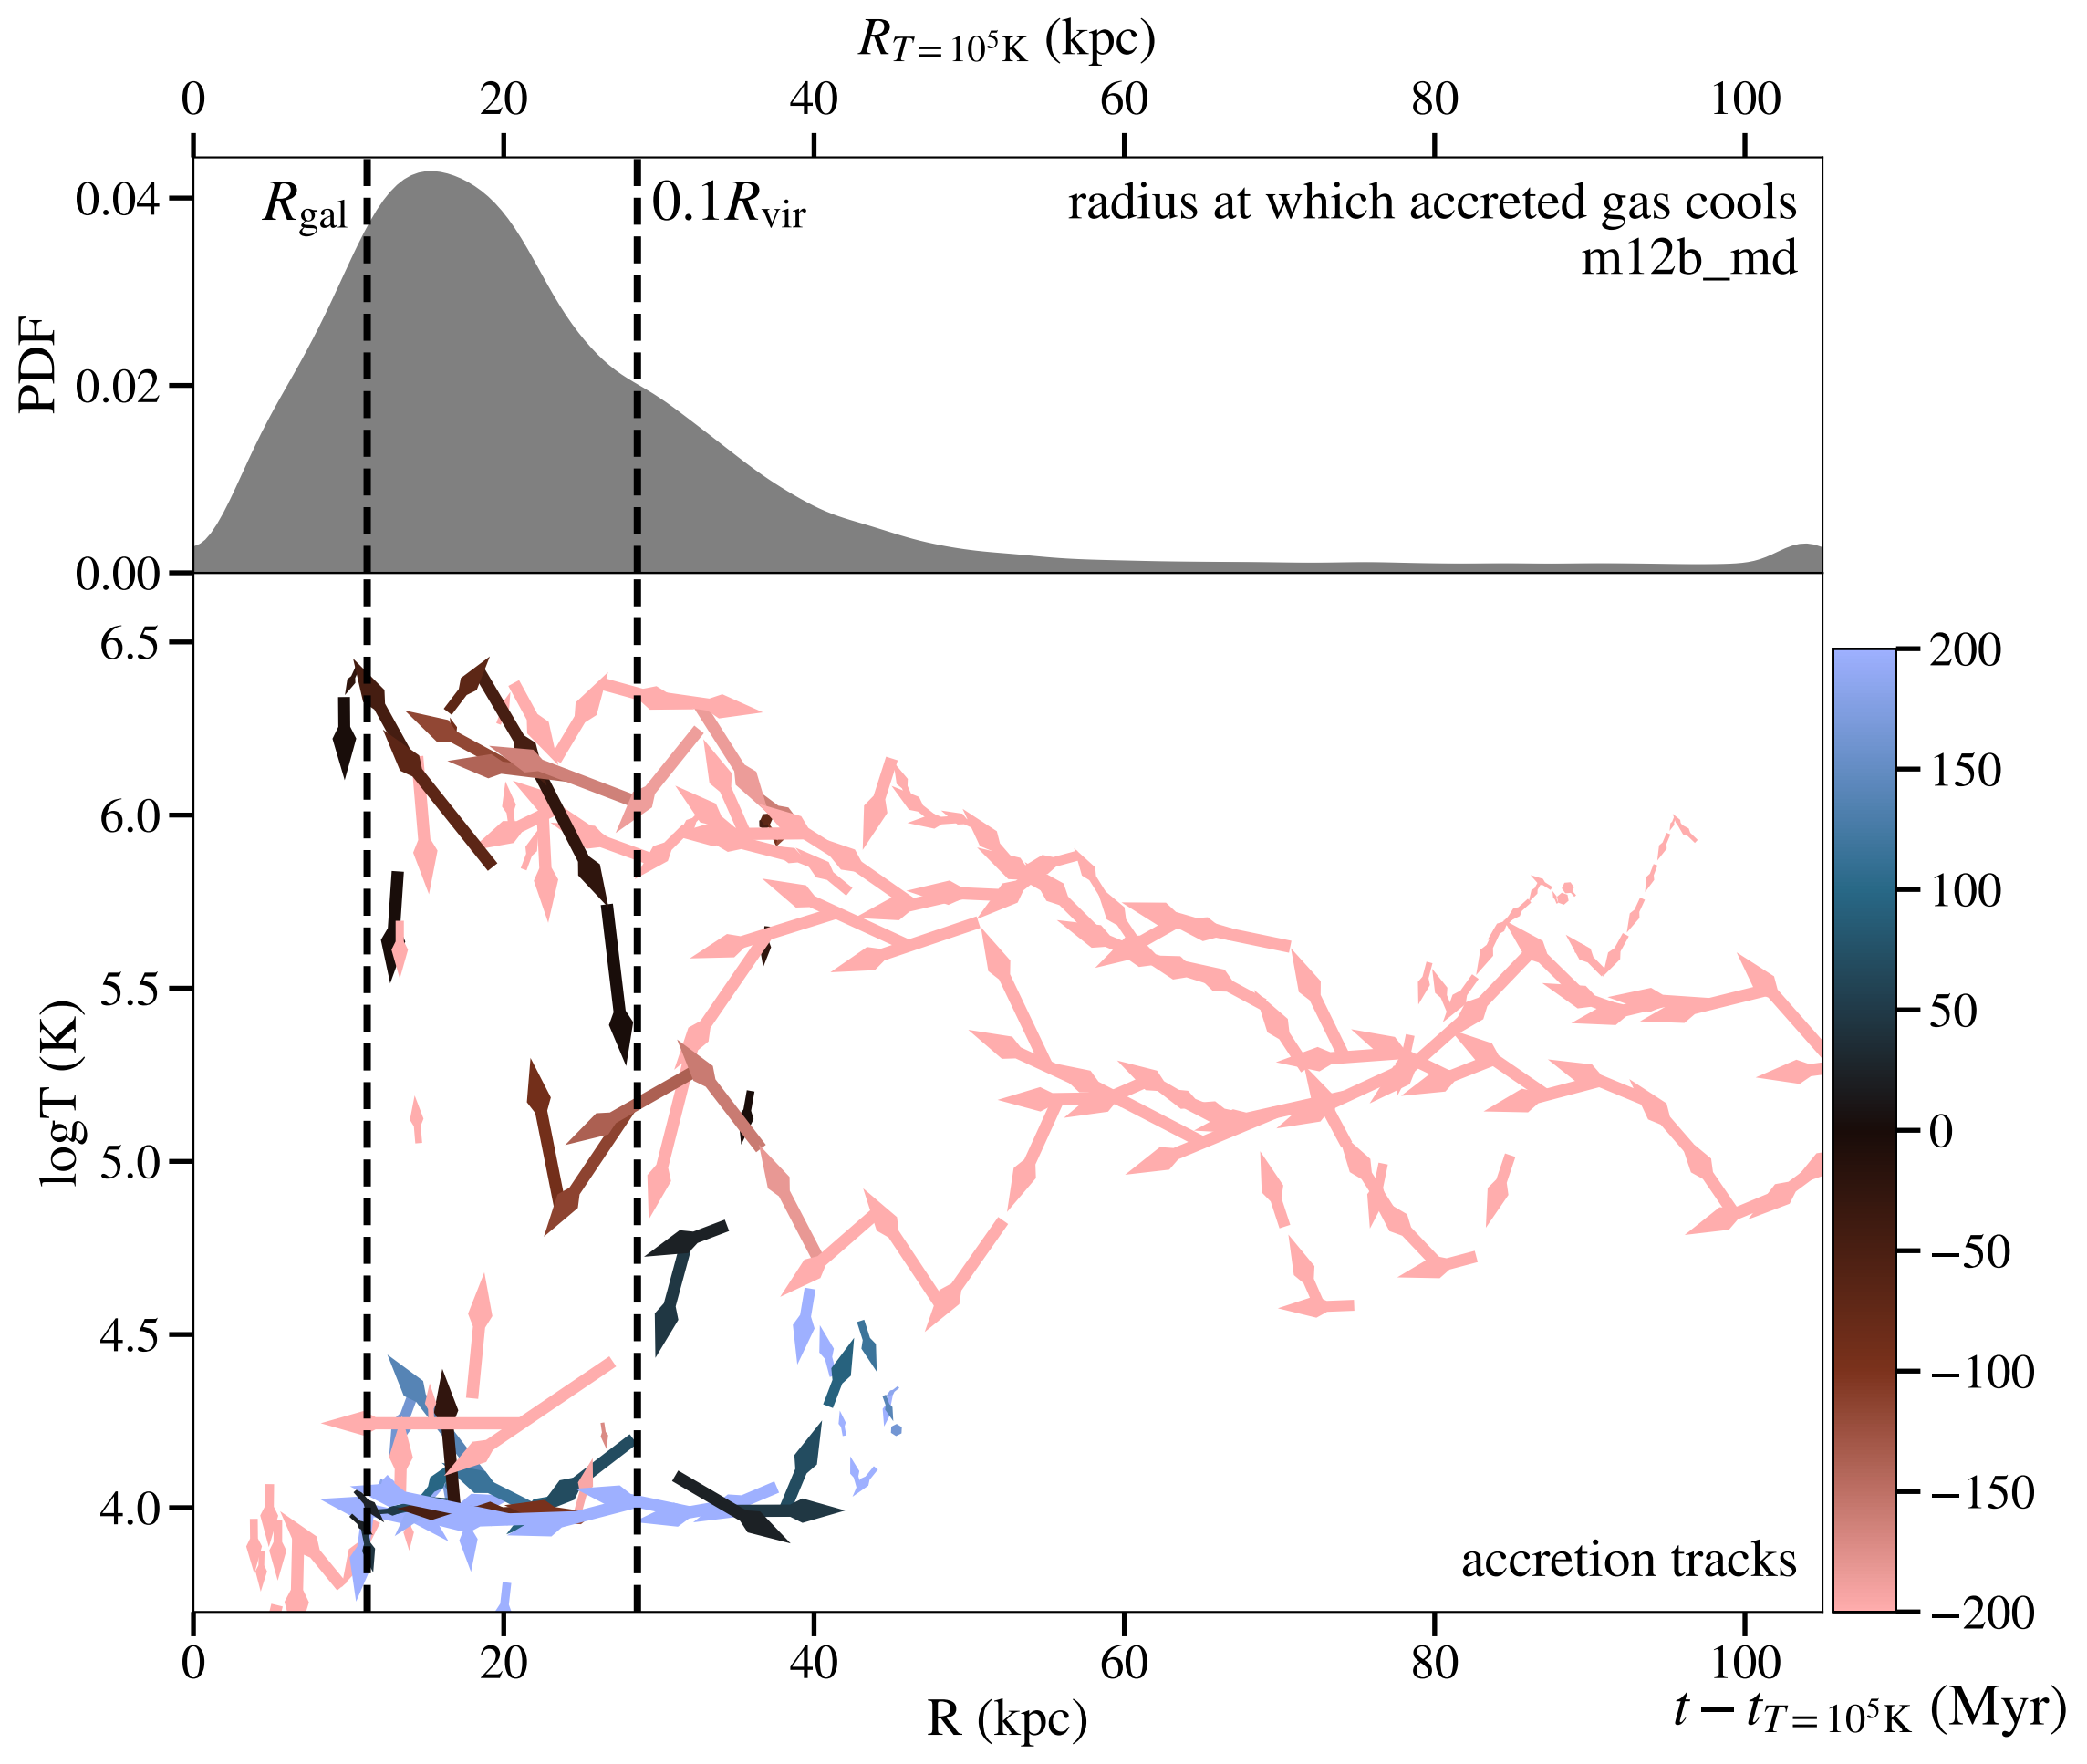 R_{T=10^5K} (kpc)
0 20 40 60 80 100
R_gal 0.1R_vir radius at which accreted gas cools
m12b_md
PDF
0.04
0.02
0.00
logT (K)
6.5
6.0
5.5
5.0
4.5
4.0
accretion tracks
200
150
100
50
0
−50
−100
−150
−200
0 20 40 60 80 100
R (kpc)
t − t_{T=10^5K} (Myr)